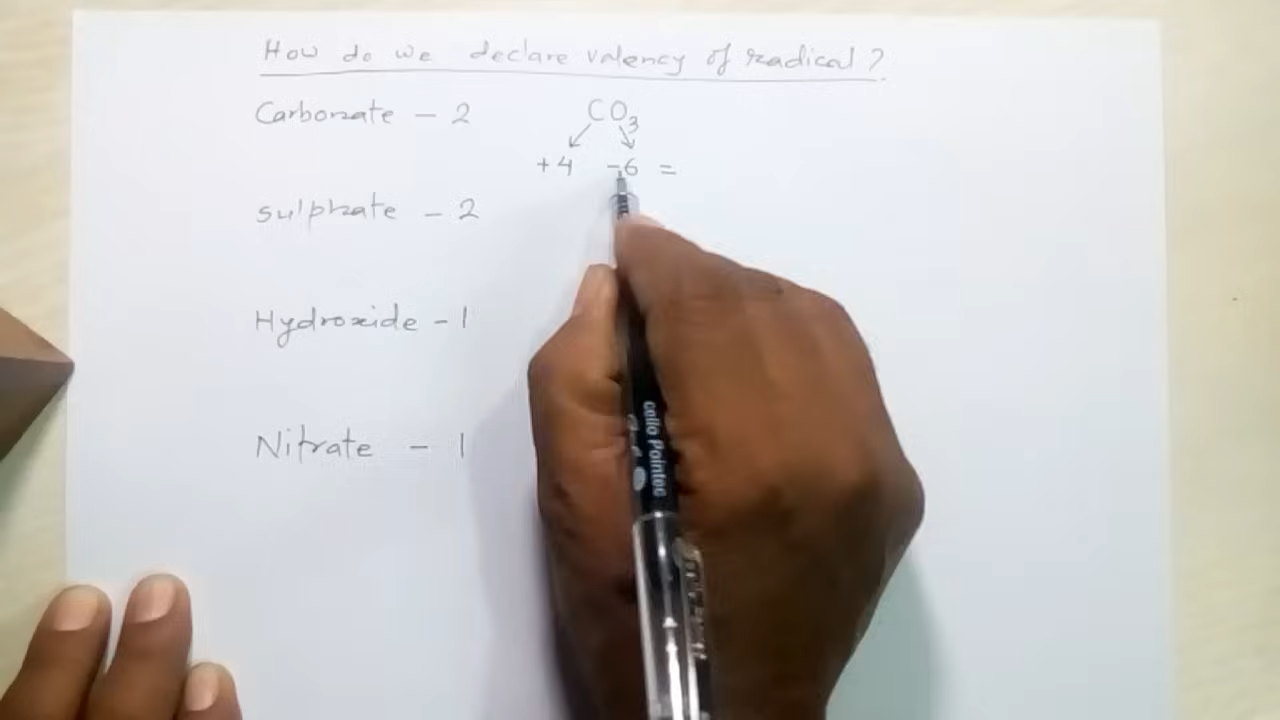 How do we declare valency of radical?
Carbonate - 2 CO3
+4 -6 =
Sulphate - 2
Hydroxide - 1
Nitrate - 1
cello Pointec